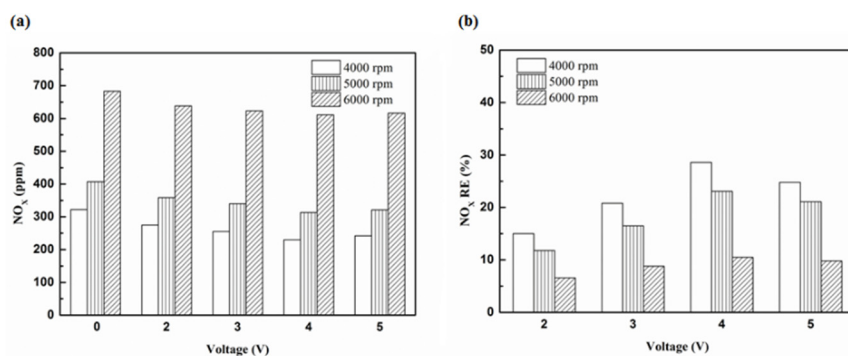 (a)
800
700
600
500
400
300
200
100
0
NOX (ppm)
4000 rpm
5000 rpm
6000 rpm
0 2 3 4 5
Voltage (V)
(b)
50
40
30
20
10
0
NOX RE (%)
4000 rpm
5000 rpm
6000 rpm
2 3 4 5
Voltage (V)